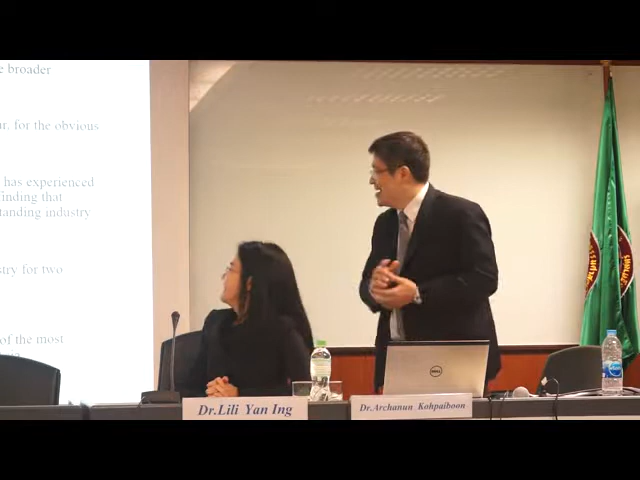 e broader
ur. for the obvious
has experienced
finding that
tanding industry
stry for two
of the most
Dr.Lili Yan Ing
Dr.Archanun Kohpaiboon
DELL